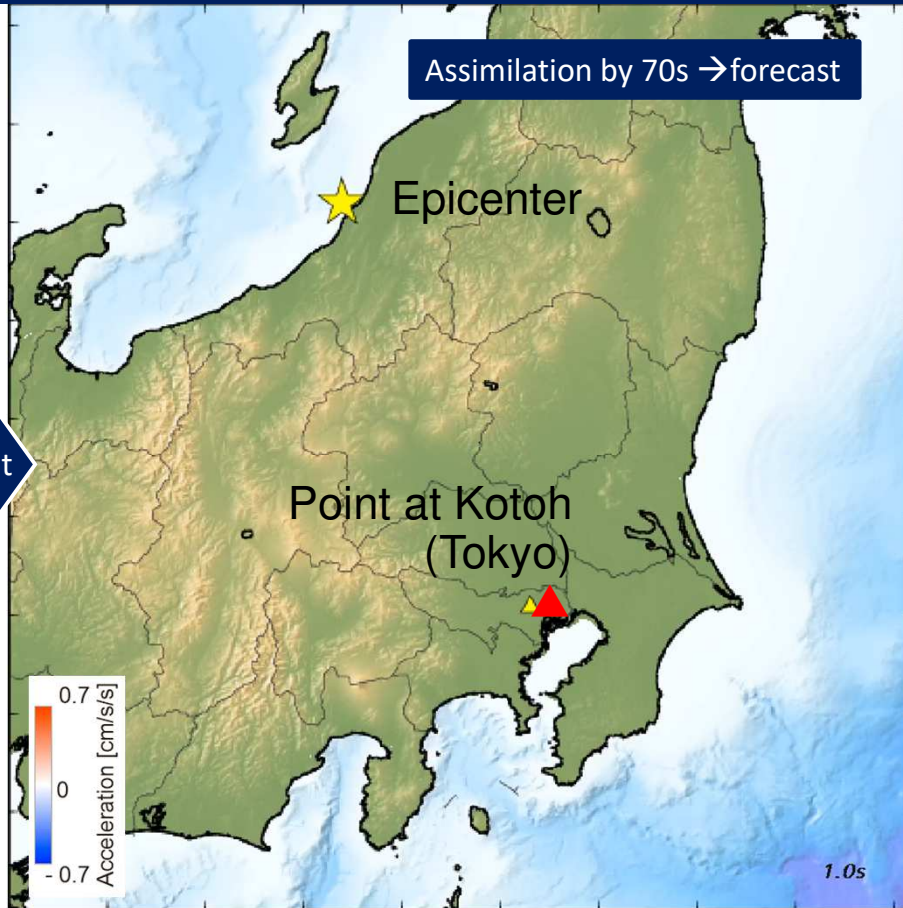 Assimilation by 70s →forecast
Epicenter
t
Point at Kotoh
(Tokyo)
0.7
0
- 0.7
Acceleration [cm/s/s]
1.0s